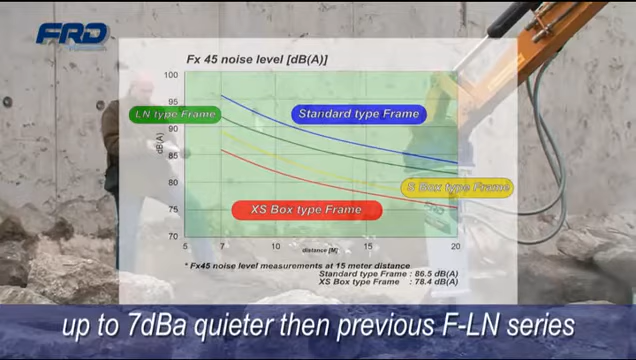 FRD
Fx 45 noise level [dB(A)]
100
95
90
85
80
75
70
dB(A)
LN type Frame
Standard type Frame
S Box type Frame
XS Box type Frame
5
7
10
15
20
distance [M]
* Fx45 noise level measurements at 15 meter distance
Standard type Frame : 86.5 dB(A)
XS Box type Frame : 78.4 dB(A)
up to 7dBa quieter then previous F-LN series